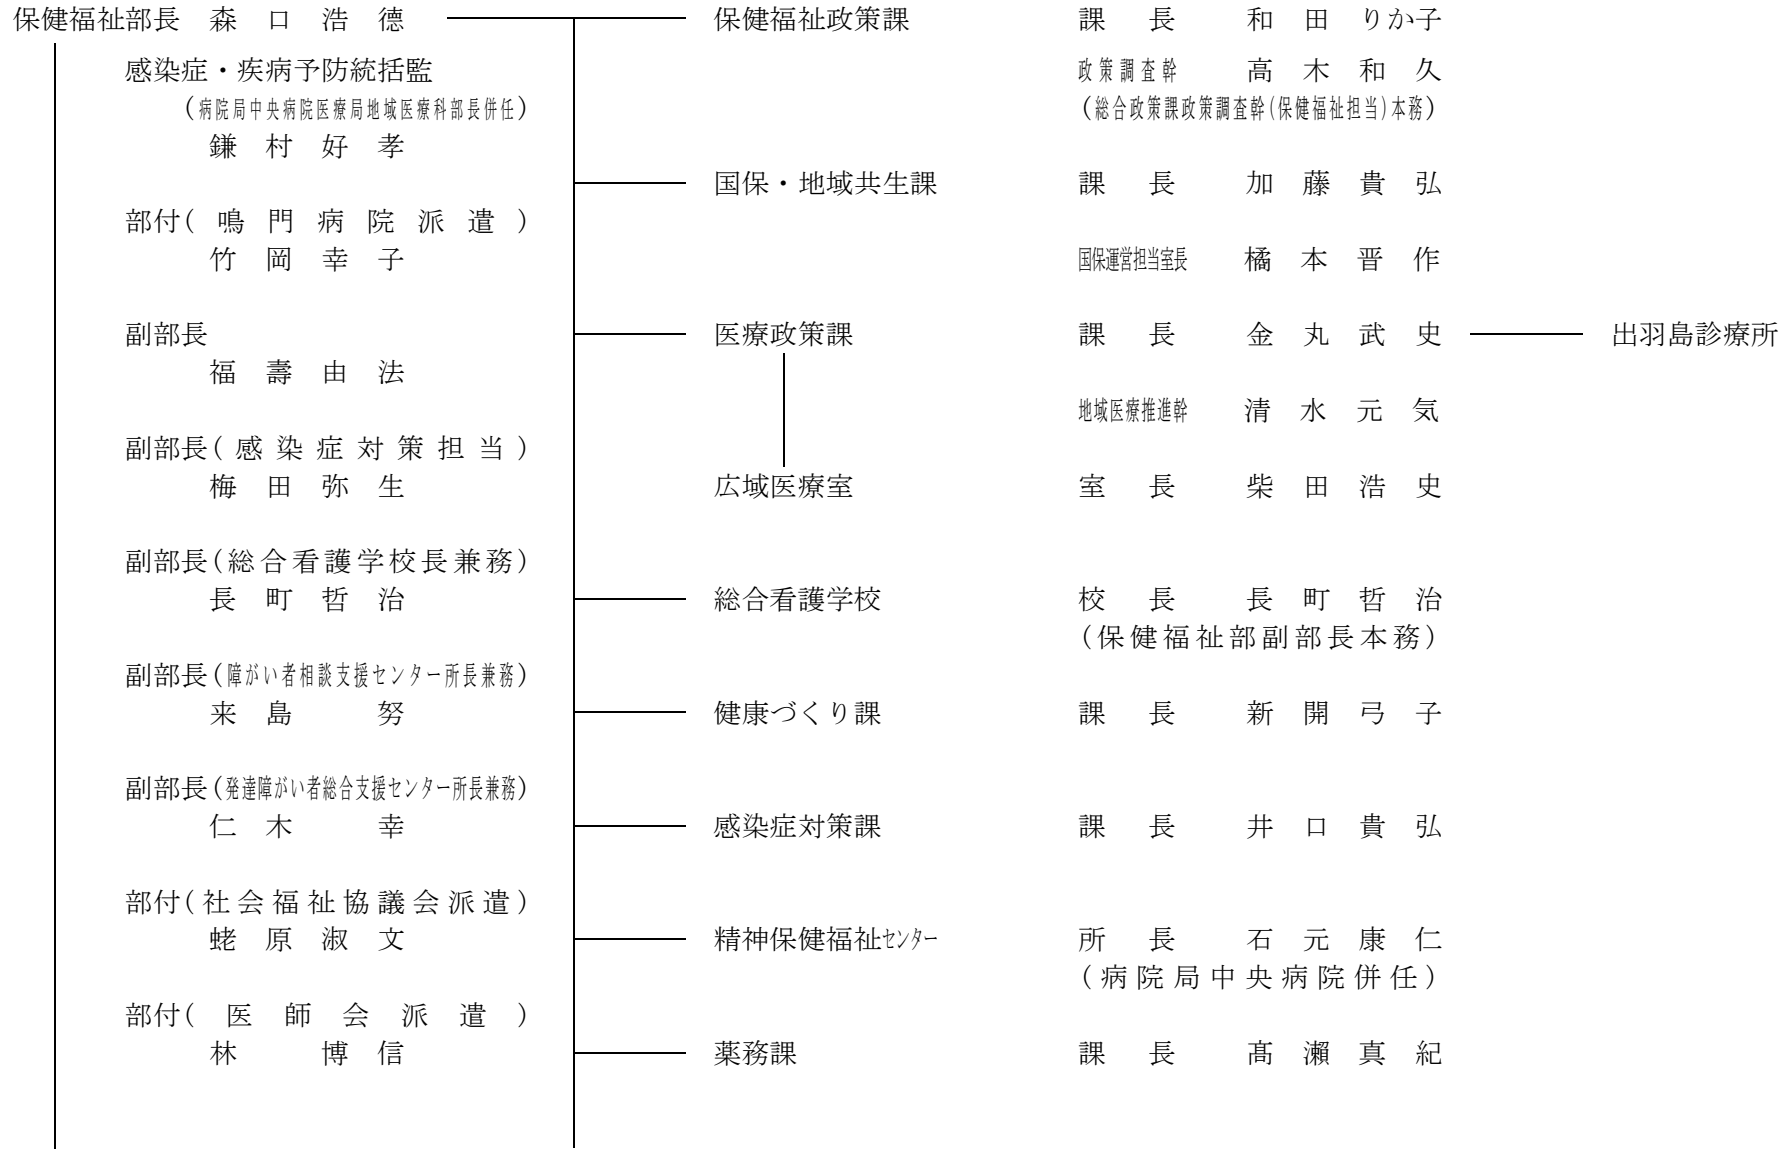 保健福祉部長 森口浩徳 保健福祉政策課 課長 和田りか子
感染症・疾病予防統括監 政策調査幹 高木和久
(病院局中央病院医療局地域医療科部長併任) (総合政策課政策調査幹(保健福祉担当)本務)
鎌村好孝
国保・地域共生課 課長 加藤貴弘
部付(鳴門病院派遣)
竹岡幸子 国保運営担当室長 橘本晋作
副部長 医療政策課 課長 金丸武史 出羽島診療所
福壽由法
地域医療推進幹 清水元気
副部長(感染症対策担当)
梅田弥生 広域医療室 室長 柴田浩史
副部長(総合看護学校長兼務)
長町哲治 総合看護学校 校長 長町哲治
(保健福祉部副部長本務)
副部長(障がい者相談支援センター所長兼務)
来島努 健康づくり課 課長 新開弓子
副部長(発達障がい者総合支援センター所長兼務)
仁木幸 感染症対策課 課長 井口貴弘
部付(社会福祉協議会派遣)
蛯原淑文 精神保健福祉センター 所長 石元康仁
(病院局中央病院併任)
部付(医師会派遣)
林博信 薬務課 課長 髙瀬真紀